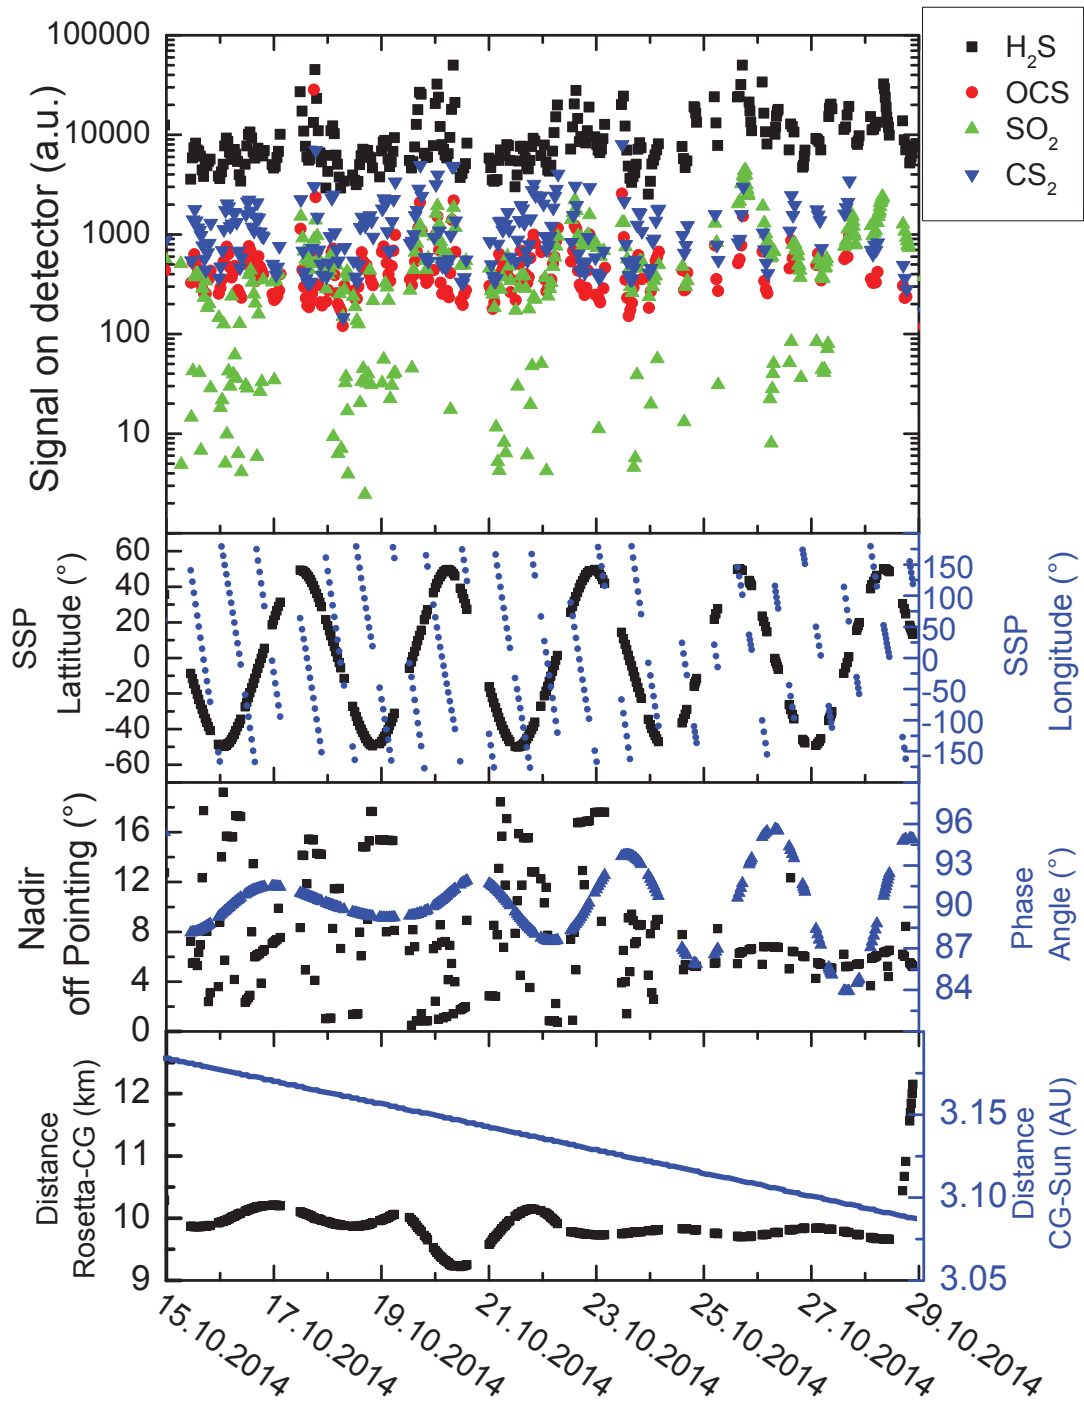 H₂S
OCS
SO₂
CS₂
Signal on detector (a.u.)
100000
10000
1000
100
10
SSP
Lattitude (°)
60
40
20
0
-20
-40
-60
150
100
50
0
-50
-100
-150
SSP
Longitude (°)
Nadir
off Pointing (°)
16
12
8
4
0
96
93
90
87
84
Phase
Angle (°)
Distance
Rosetta-CG (km)
12
11
10
9
3.15
3.10
3.05
Distance
CG-Sun (AU)
15.10.2014
17.10.2014
19.10.2014
21.10.2014
23.10.2014
25.10.2014
27.10.2014
29.10.2014